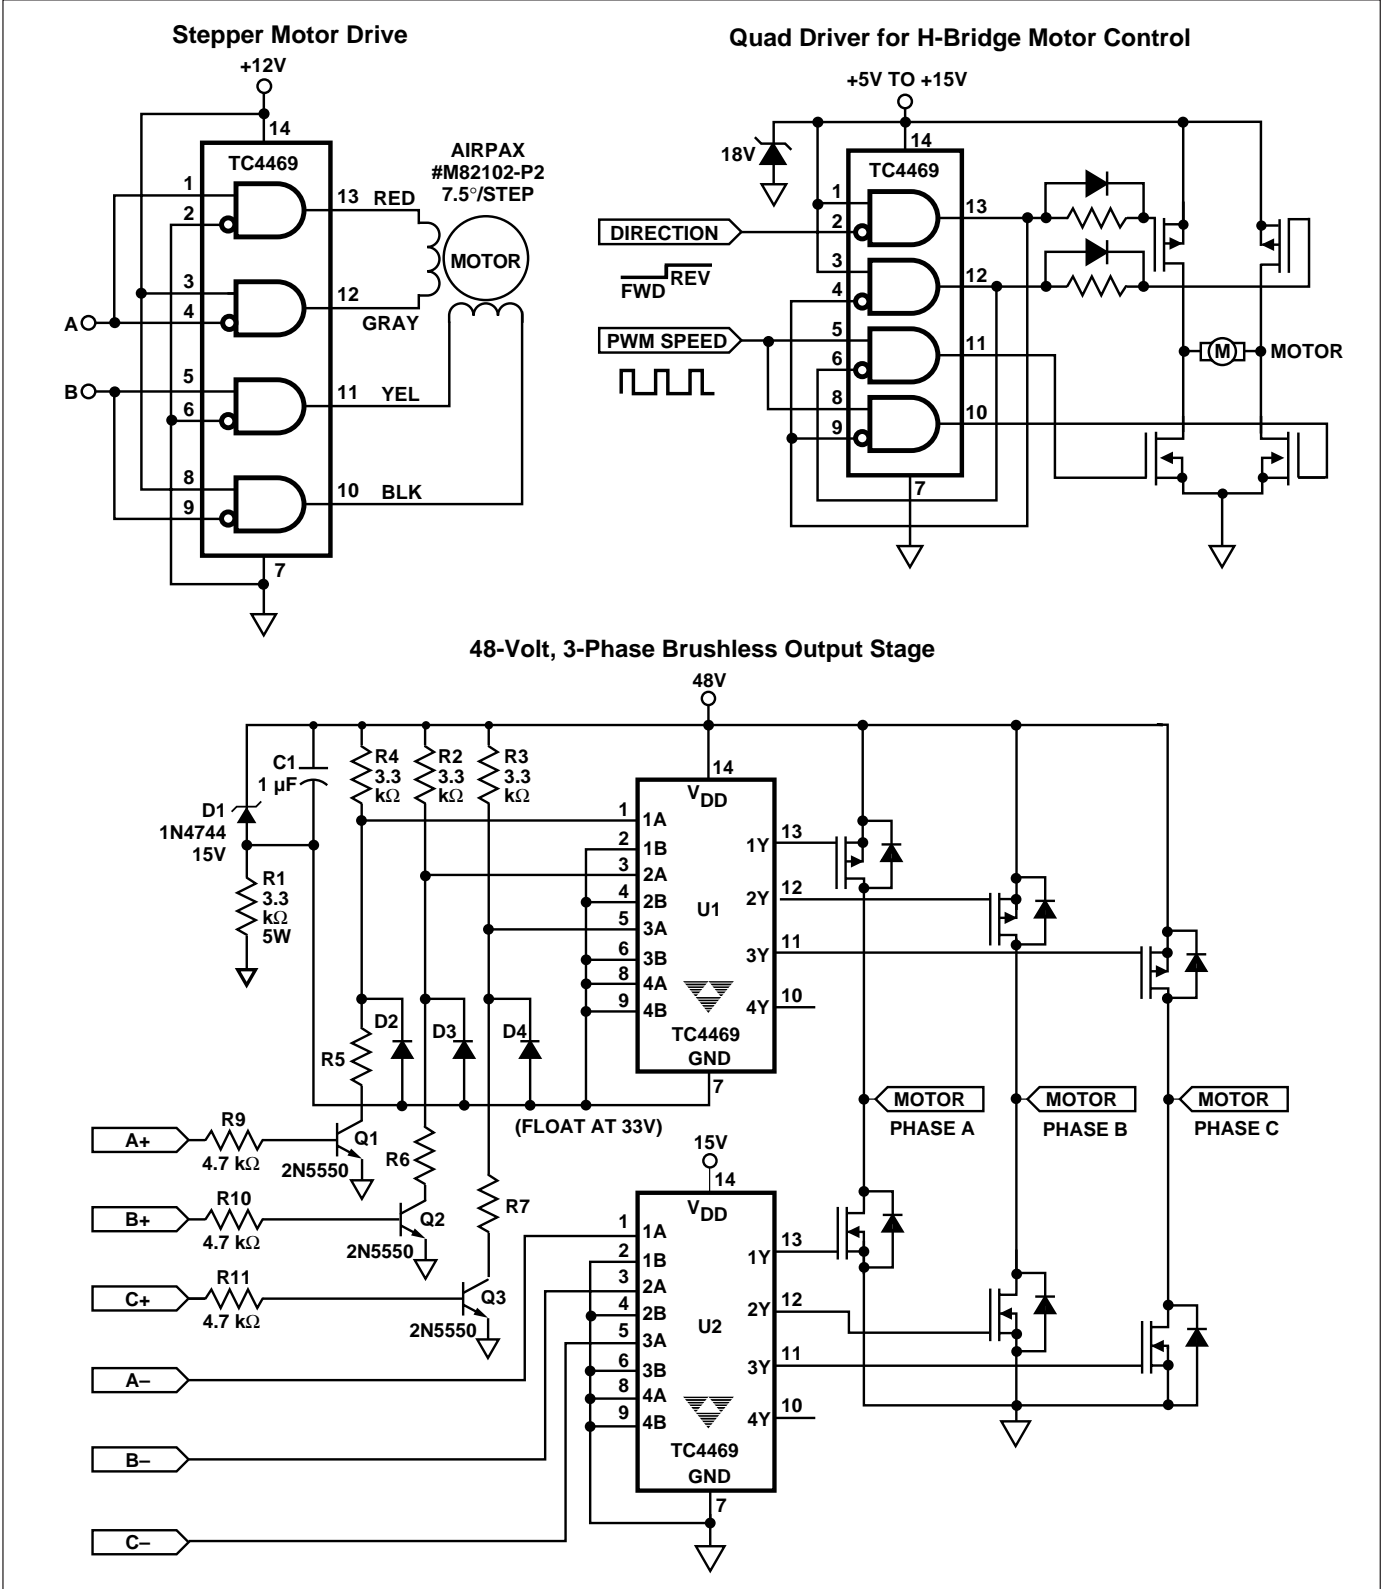 Stepper Motor Drive
+12V
14
TC4469
1
2
3
4
5
6
8
9
7
A
B
13 RED
12
GRAY
11 YEL
10 BLK
AIRPAX
#M82102-P2
7.5°/STEP
MOTOR
Quad Driver for H-Bridge Motor Control
+5V TO +15V
18V
14
TC4469
DIRECTION
FWD REV
PWM SPEED
1
2
3
4
5
6
8
9
7
13
12
11
10
M
MOTOR
48-Volt, 3-Phase Brushless Output Stage
48V
C1
1 µF
R4
3.3
kΩ
R2
3.3
kΩ
R3
3.3
kΩ
D1
1N4744
15V
R1
3.3
kΩ
5W
14
VDD
1 1A
2 1B
3 2A
4 2B
5 3A
6 3B
8 4A
9 4B
1Y 13
2Y 12
3Y 11
4Y 10
U1
TC4469
GND
7
D2
D3
D4
R5
(FLOAT AT 33V)
MOTOR
PHASE A
MOTOR
PHASE B
MOTOR
PHASE C
A+
R9
4.7 kΩ
Q1
2N5550
R6
B+
R10
4.7 kΩ
Q2
2N5550
R7
C+
R11
4.7 kΩ
Q3
2N5550
A–
B–
C–
15V
14
VDD
1 1A
2 1B
3 2A
4 2B
5 3A
6 3B
8 4A
9 4B
1Y 13
2Y 12
3Y 11
4Y 10
U2
TC4469
GND
7